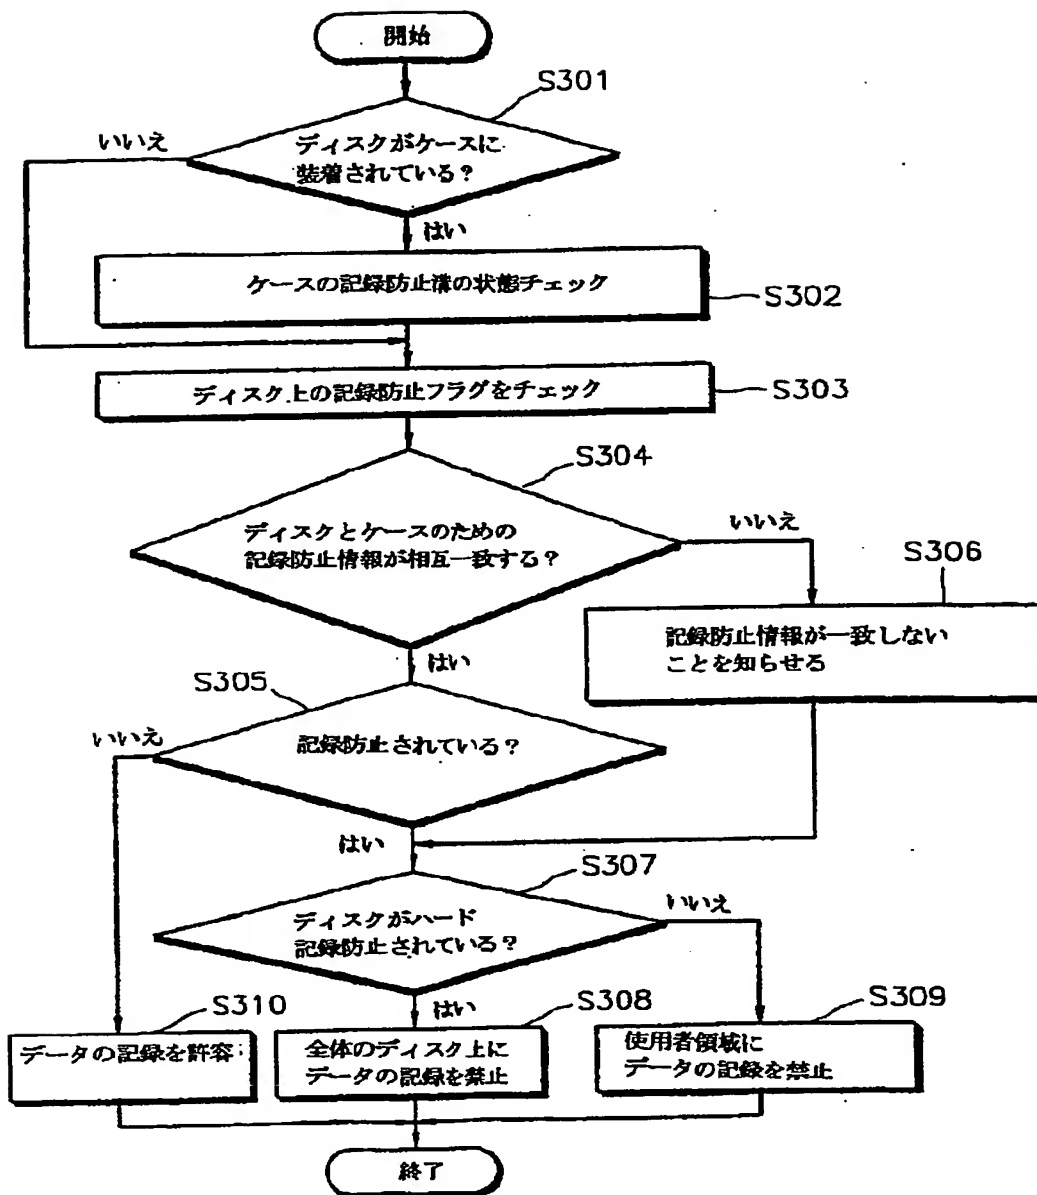 開始
S301
いいえ
ディスクがケースに
装着されている？
はい
ケースの記録防止溝の状態チェック
S302
ディスク上の記録防止フラグをチェック
S303
S304
ディスクとケースのための
記録防止情報が相互一致する？
いいえ
S306
記録防止情報が一致しない
ことを知らせる
はい
S305
いいえ
記録防止されている？
はい
S307
ディスクがハード
記録防止されている？
いいえ
S310
データの記録を許容
はい
S308
全体のディスク上に
データの記録を禁止
S309
使用者領域に
データの記録を禁止
終了